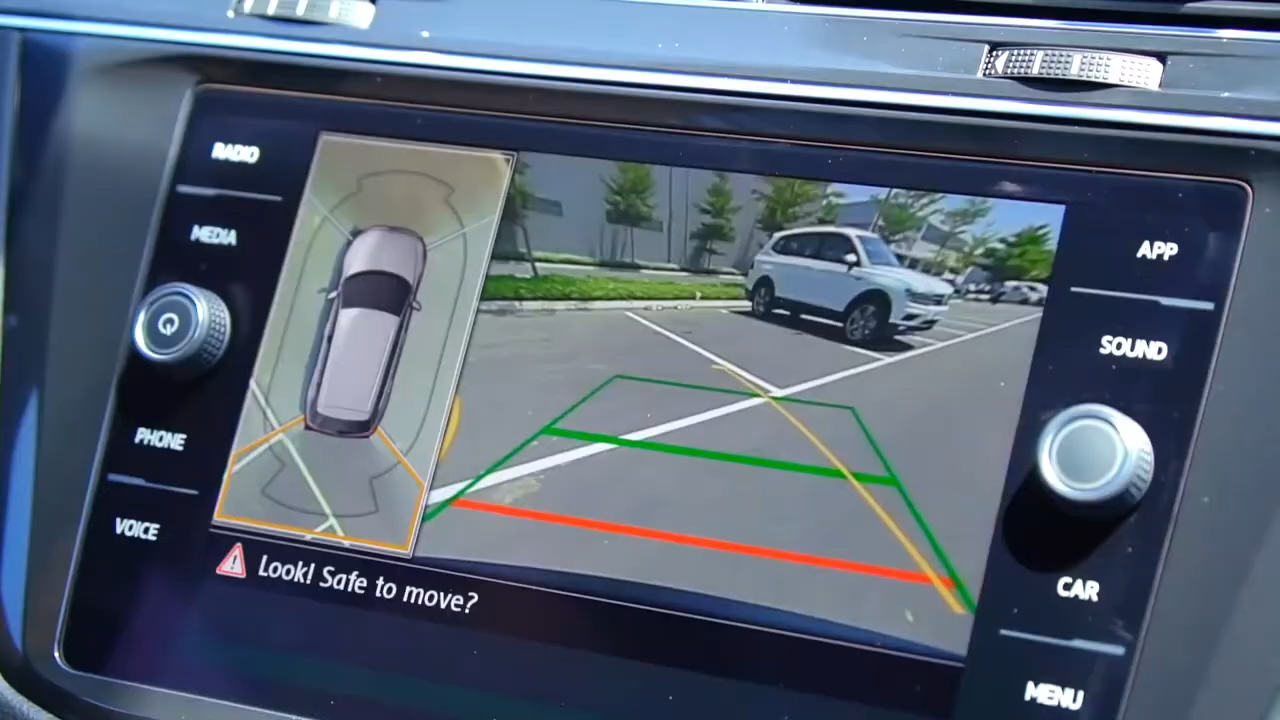 RADIO
MEDIA
PHONE
VOICE
Look! Safe to move?
APP
SOUND
CAR
MENU